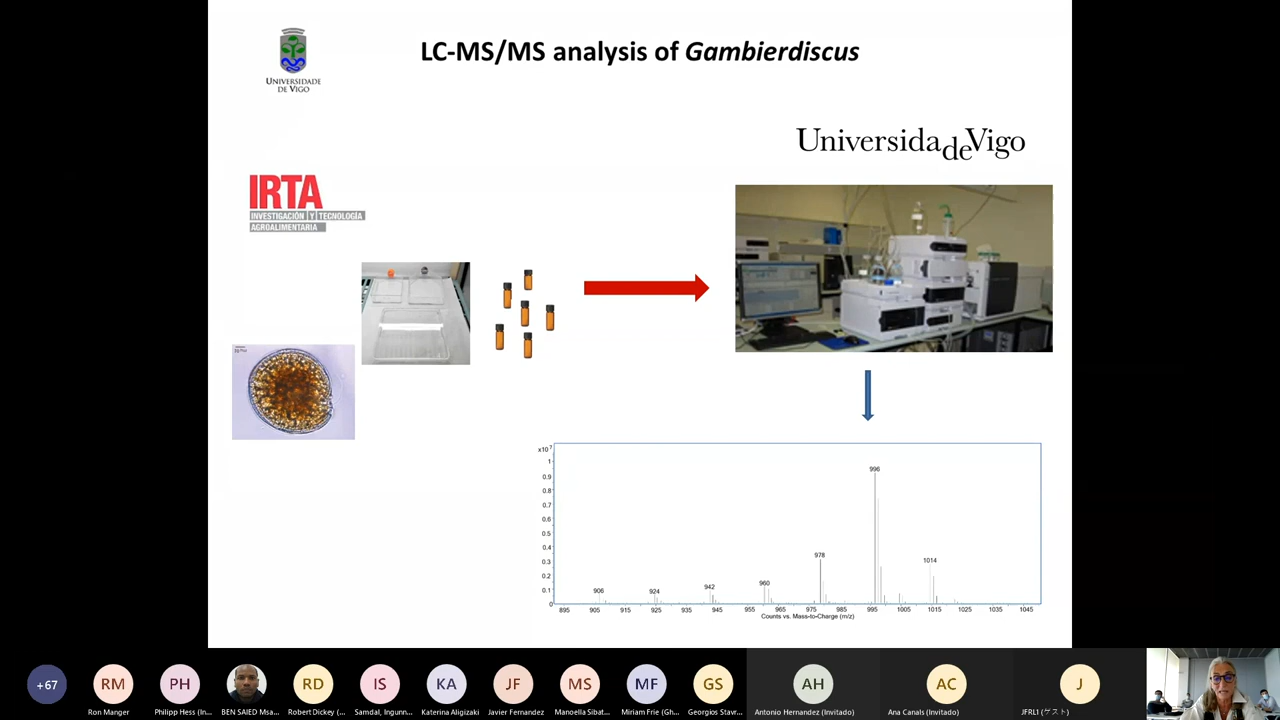 LC-MS/MS analysis of Gambierdiscus
UNIVERSIDADE
DE VIGO
UniversidadeVigo
IRTA
INVESTIGACIÓN Y TECNOLOGÍA
AGROALIMENTARIA
x10⁷
1
0.9
0.8
0.7
0.6
0.5
0.4
0.3
0.2
0.1
0
906
924
942
960
978
996
1014
895 905 915 925 935 945 955 965 975 985 995 1005 1015 1025 1035 1045
Counts vs. Mass-to-Charge (m/z)
+67 RM PH RD IS KA JF MS MF GS AH AC J
Ron Manger
Philipp Hess (In...
BEN SAIED Msa...
Robert Dickey (...
Samdal, Ingunn...
Katerina Aligizaki
Javier Fernandez
Manoella Sibat...
Miriam Frie (Gh...
Georgios Stavr...
Antonio Hernandez (Invitado)
Ana Canals (Invitado)
JFRL1 (ゲスト)